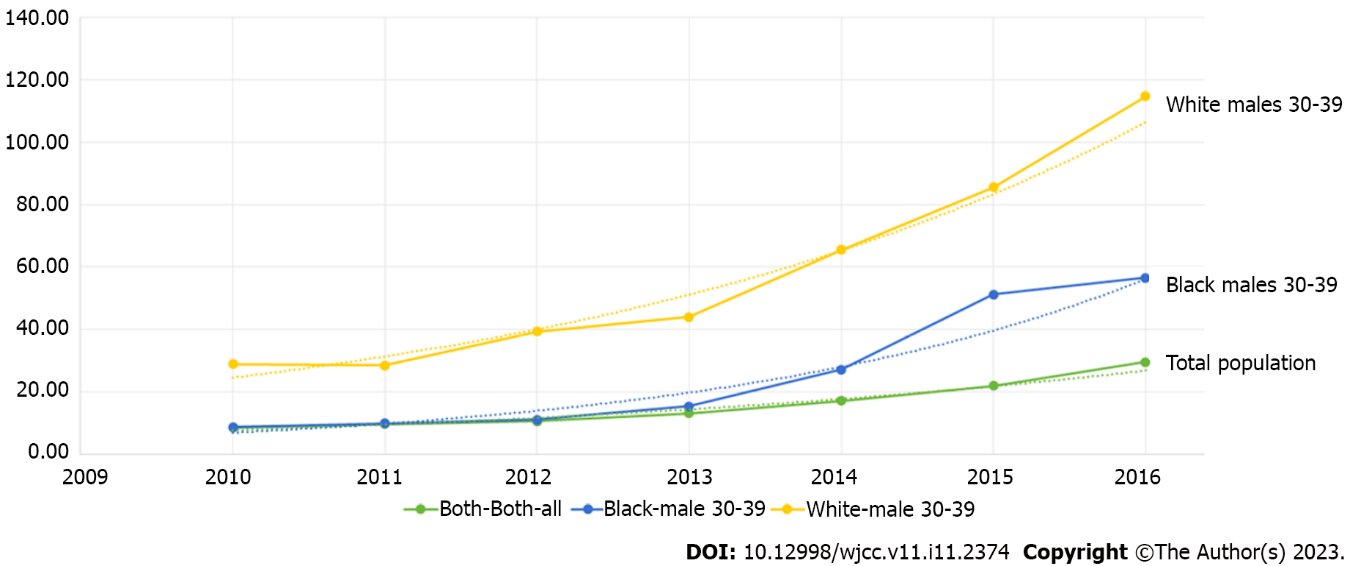 140.00
120.00
100.00
80.00
60.00
40.00
20.00
0.00
White males 30-39
Black males 30-39
Total population
2009 2010 2011 2012 2013 2014 2015 2016
Both-Both-all Black-male 30-39 White-male 30-39
DOI: 10.12998/wjcc.v11.i11.2374 Copyright ©The Author(s) 2023.